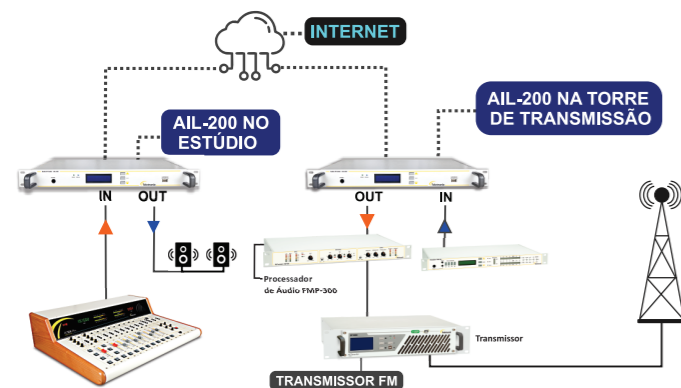 INTERNET
AIL-200 NO
ESTÚDIO
AIL-200 NA TORRE
DE TRANSMISSÃO
IN
OUT
OUT
IN
Processador
de Áudio FMP-300
Transmissor
TRANSMISSOR FM